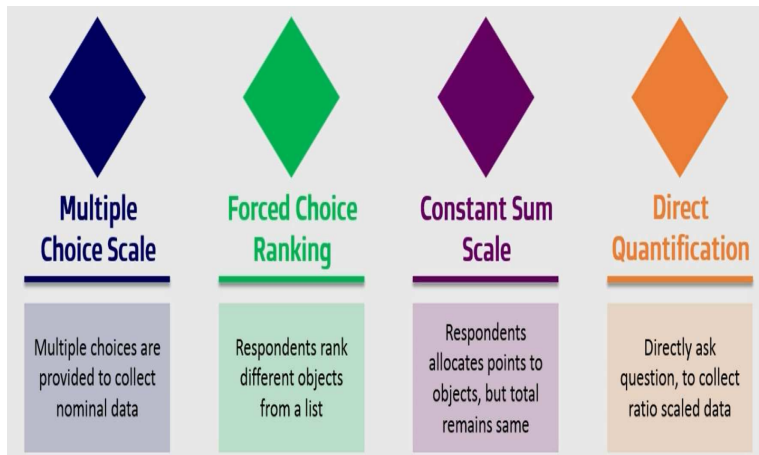 Multiple
Choice Scale
Multiple choices are
provided to collect
nominal data
Forced Choice
Ranking
Respondents rank
different objects
from a list
Constant Sum
Scale
Respondents
allocates points to
objects, but total
remains same
Direct
Quantification
Directly ask
question, to collect
ratio scaled data